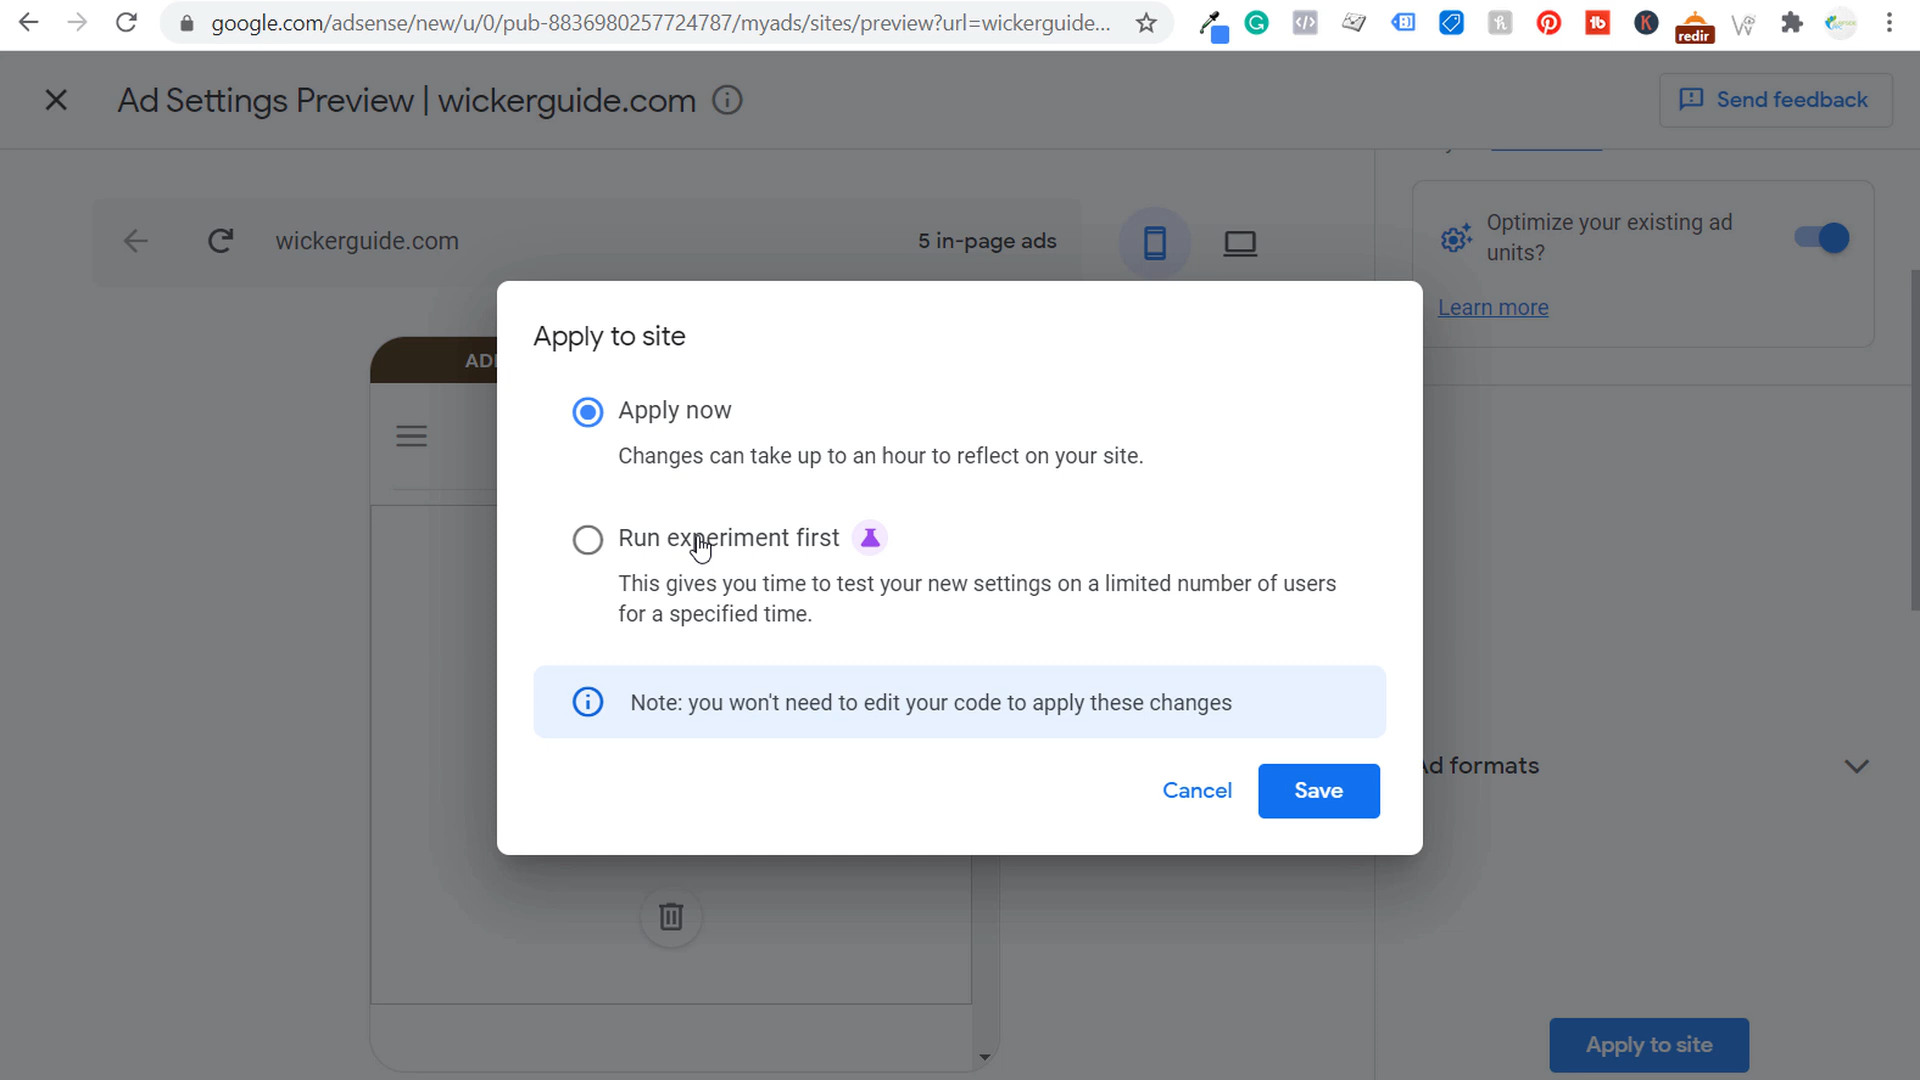 google.com/adsense/new/u/0/pub-8836980257724787/myads/sites/preview?url=wickerguide...
redir
Ad Settings Preview | wickerguide.com
Send feedback
wickerguide.com
5 in-page ads
Optimize your existing ad
units?
Learn more
Apply to site
Apply now
Changes can take up to an hour to reflect on your site.
Run experiment first
This gives you time to test your new settings on a limited number of users
for a specified time.
Note: you won't need to edit your code to apply these changes
Cancel
Save
Ad formats
Apply to site